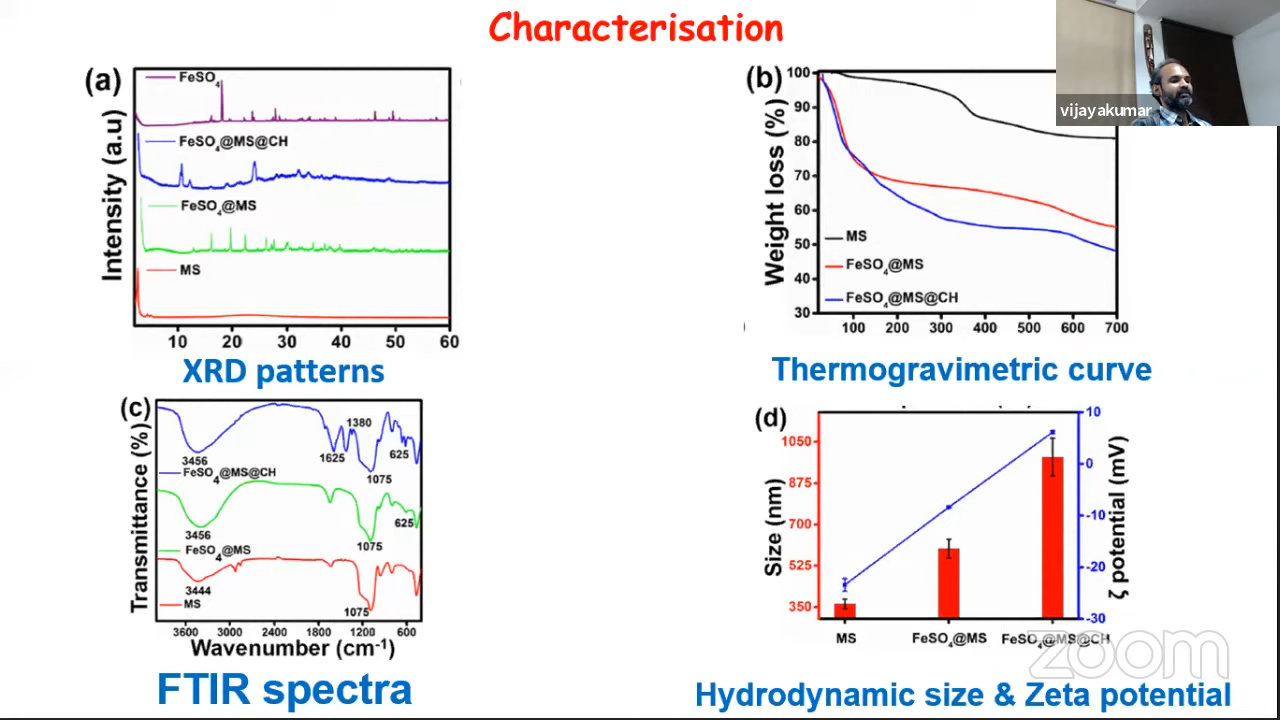 Characterisation
vijayakumar
(a)
FeSO4
FeSO4@MS@CH
FeSO4@MS
MS
Intensity (a.u)
10 20 30 40 50 60
XRD patterns
(b)
100
90
80
70
60
50
40
30
Weight loss (%)
MS
FeSO4@MS
FeSO4@MS@CH
100 200 300 400 500 600 700
Thermogravimetric curve
(c)
Transmittance (%)
1380
3456
1625
625
1075
FeSO4@MS@CH
3456
625
1075
FeSO4@MS
3444
1075
MS
3600 3000 2400 1800 1200 600
Wavenumber (cm-1)
FTIR spectra
(d)
Size (nm)
1050
875
700
525
350
10
0
-10
-20
-30
ζ potential (mV)
MS FeSO4@MS FeSO4@MS@CH
zoom
Hydrodynamic size & Zeta potential